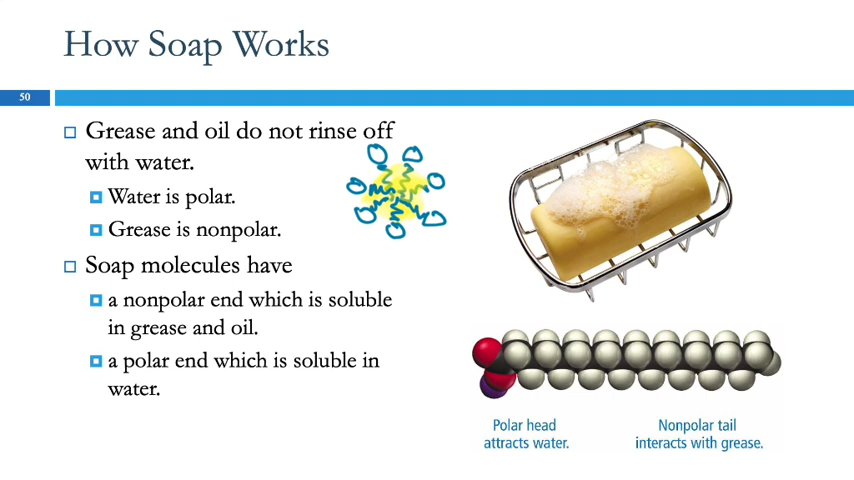 How Soap Works
50
Grease and oil do not rinse off
with water.
Water is polar.
Grease is nonpolar.
Soap molecules have
a nonpolar end which is soluble
in grease and oil.
a polar end which is soluble in
water.
Polar head
attracts water.
Nonpolar tail
interacts with grease.